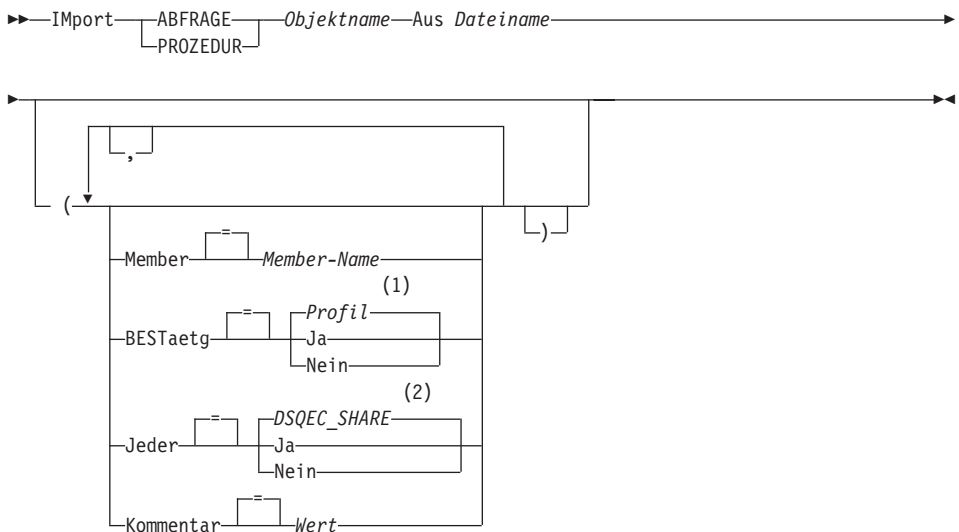 IMport ABFRAGE Objektname Aus Dateiname
PROZEDUR
,
(
)
=
Member Member-Name
(1)
= Profil
BESTaetg Ja
Nein
(2)
= DSQEC_SHARE
Jeder Ja
Nein
=
Kommentar Wert